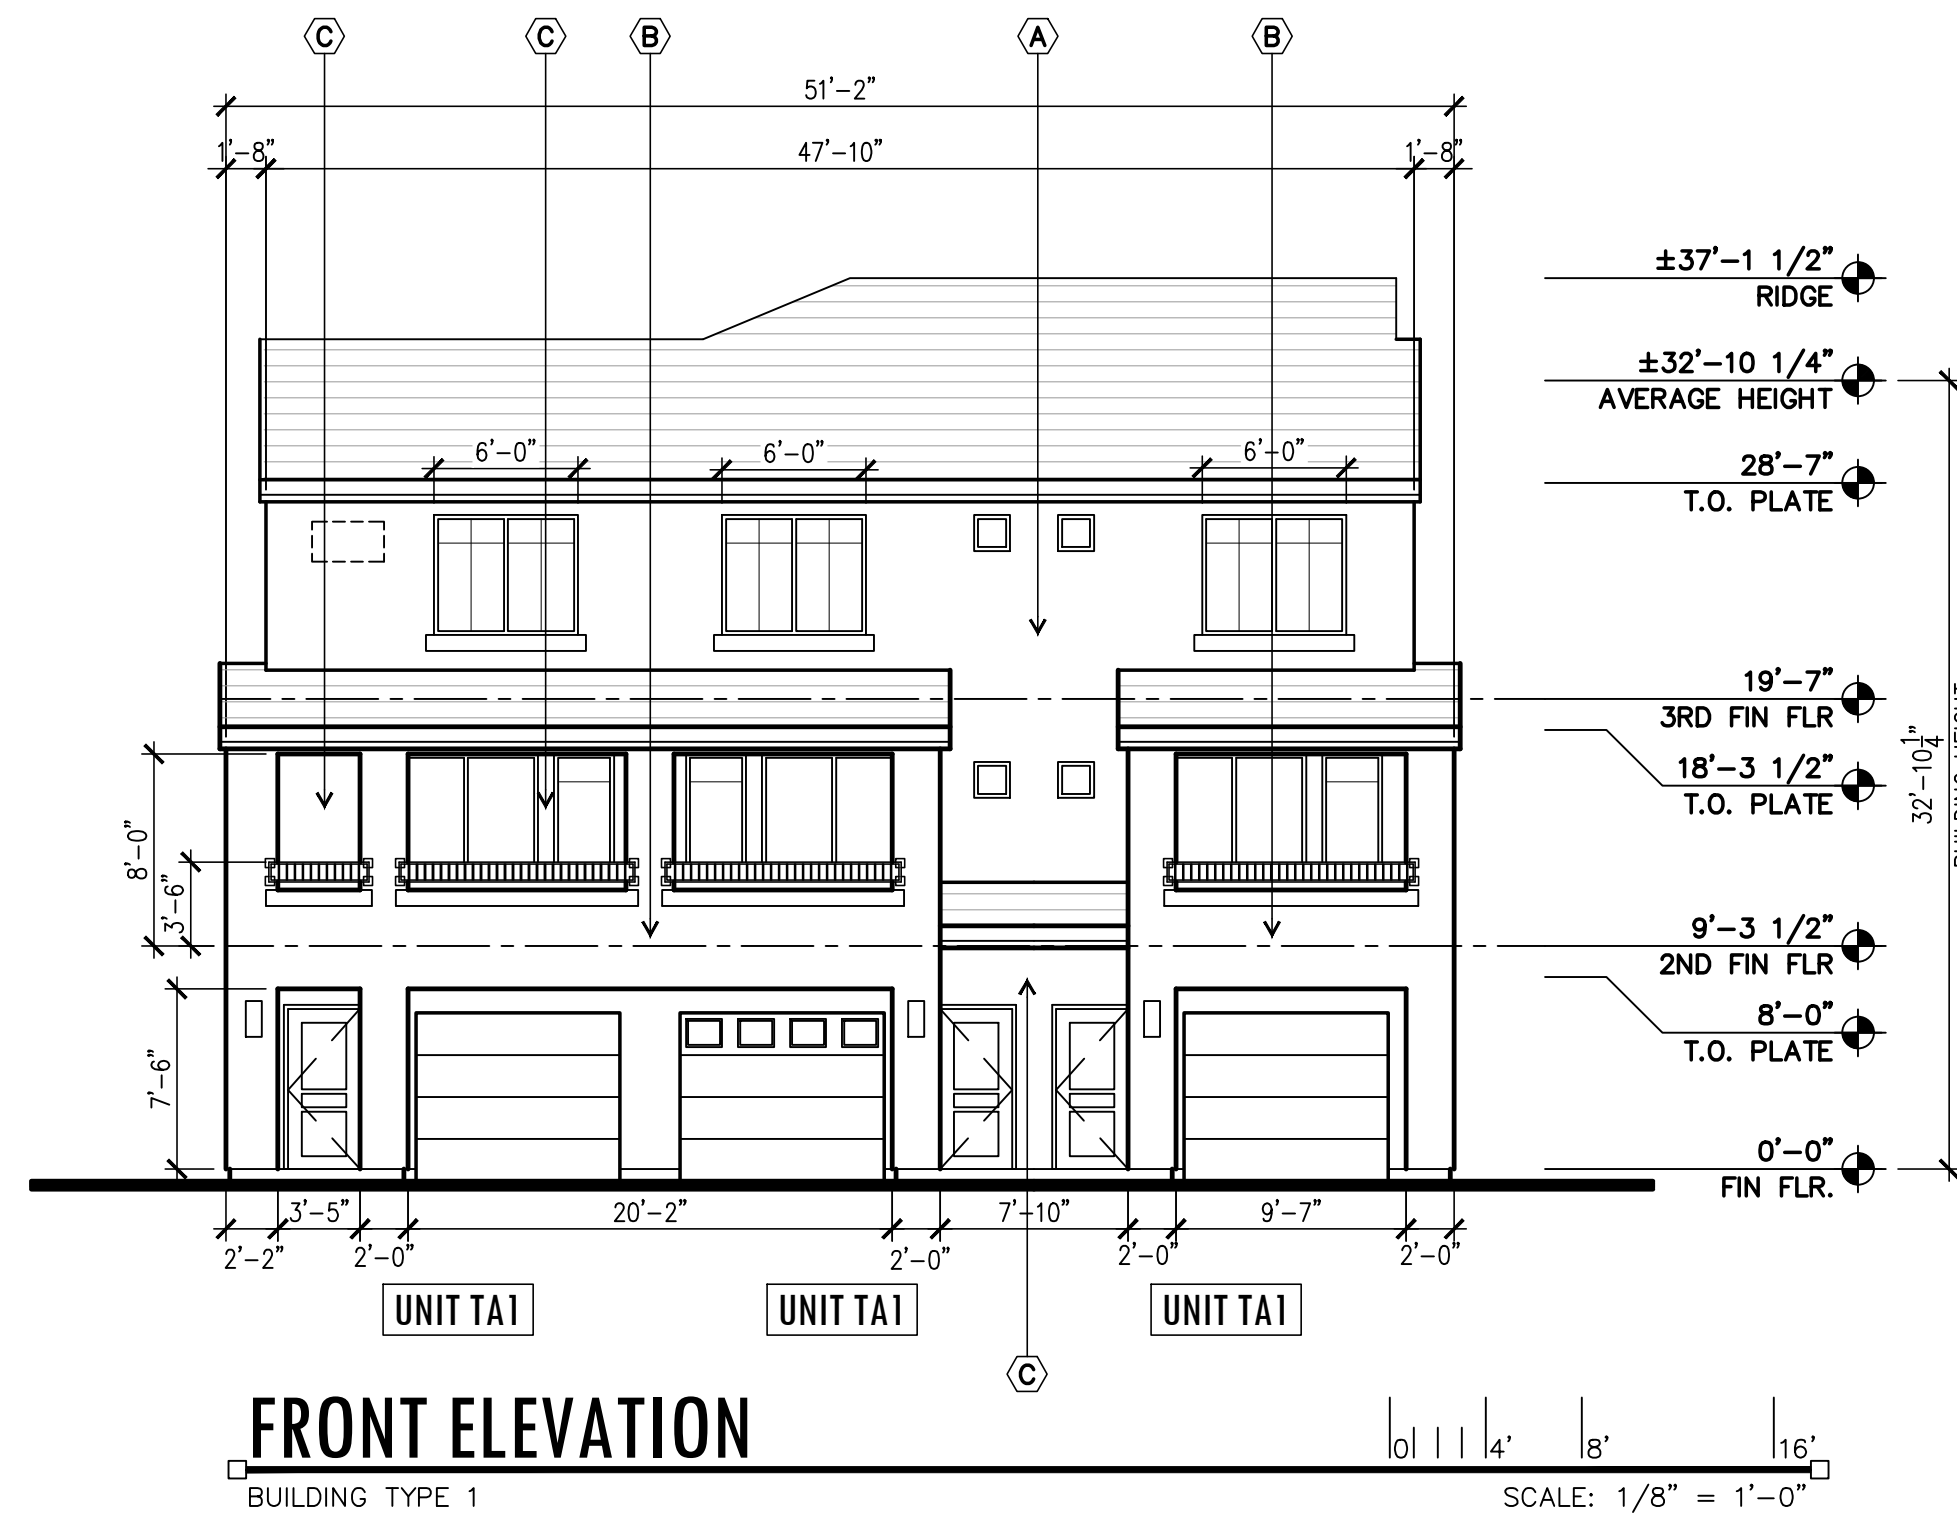 C C B A B
51'-2"
1'-8" 47'-10" 1'-8"
±37'-1 1/2"
RIDGE
±32'-10 1/4"
AVERAGE HEIGHT
6'-0" 6'-0" 6'-0"
28'-7"
T.O. PLATE
19'-7"
3RD FIN FLR
18'-3 1/2"
T.O. PLATE
32'-10 1/4"
BUILDING HEIGHT
8'-0"
3'-6"
9'-3 1/2"
2ND FIN FLR
8'-0"
T.O. PLATE
7'-6"
0'-0"
FIN FLR.
3'-5" 20'-2" 7'-10" 9'-7"
2'-2" 2'-0" 2'-0" 2'-0" 2'-0"
UNIT TA1 UNIT TA1 UNIT TA1
C
FRONT ELEVATION
0 4' 8' 16'
BUILDING TYPE 1
SCALE: 1/8" = 1'-0"